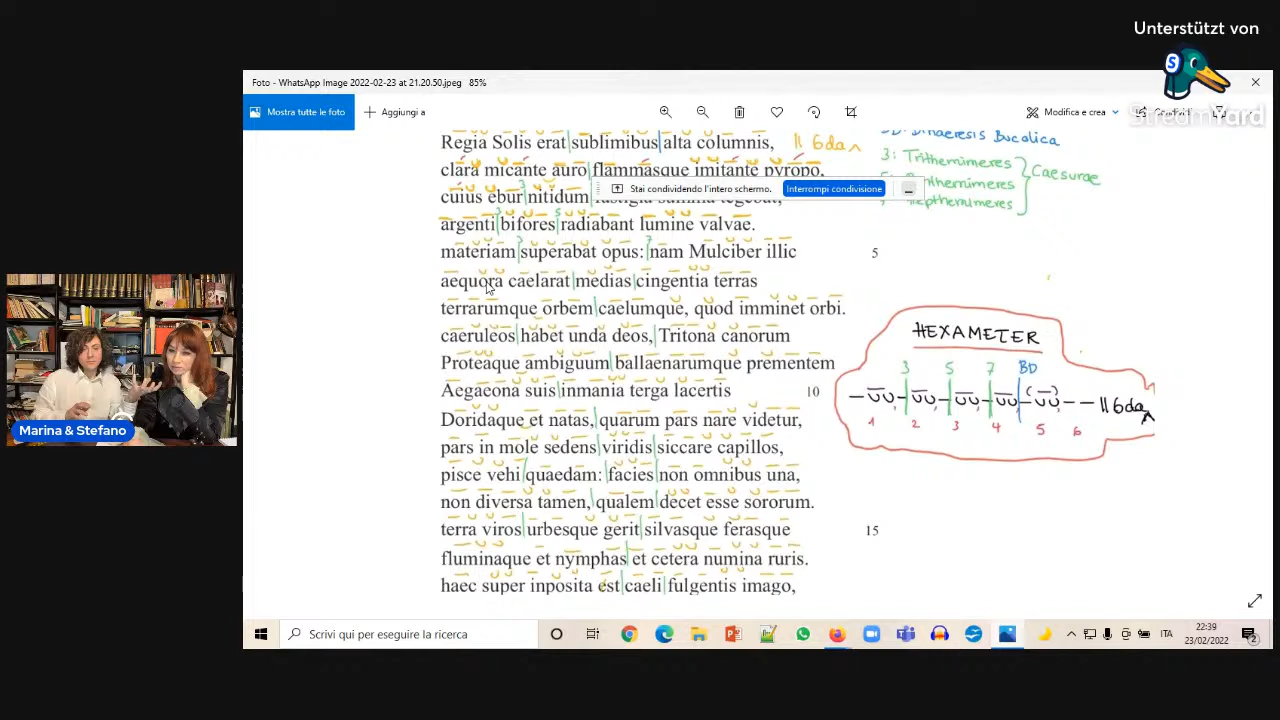 Unterstützt von
StreamYard
Foto - WhatsApp Image 2022-02-23 at 21.20.50.jpeg 85%
Mostra tutte le foto
Aggiungi a
Modifica e crea
Regia Solis erat sublimibus alta columnis, || 6da
Bucolica
clara micante auro flammasque imitante pyropo,
3: Trithemimeres
Caesurae
Stai condividendo l'intero schermo. Interrompi condivisione
cuius ebur nitidum
argenti bifores radiabant lumine valvae.
materiam superabat opus: nam Mulciber illic 5
aequora caelarat medias cingentia terras
terrarumque orbem caelumque, quod imminet orbi.
caeruleos habet unda deos, Tritona canorum
Proteaque ambiguum ballaenarumque prementem
Aegaeona suis inmania terga lacertis 10
Doridaque et natas, quarum pars nare videtur,
pars in mole sedens viridis siccare capillos,
pisce vehi quaedam: facies non omnibus una,
non diversa tamen, qualem decet esse sororum.
terra viros urbesque gerit silvasque ferasque 15
fluminaque et nymphas et cetera numina ruris.
haec super inposita est caeli fulgentis imago,
HEXAMETER
3 5 7 BD
|| 6da
1 2 3 4 5 6
Marina & Stefano
Scrivi qui per eseguire la ricerca
ITA
22:39
23/02/2022
2